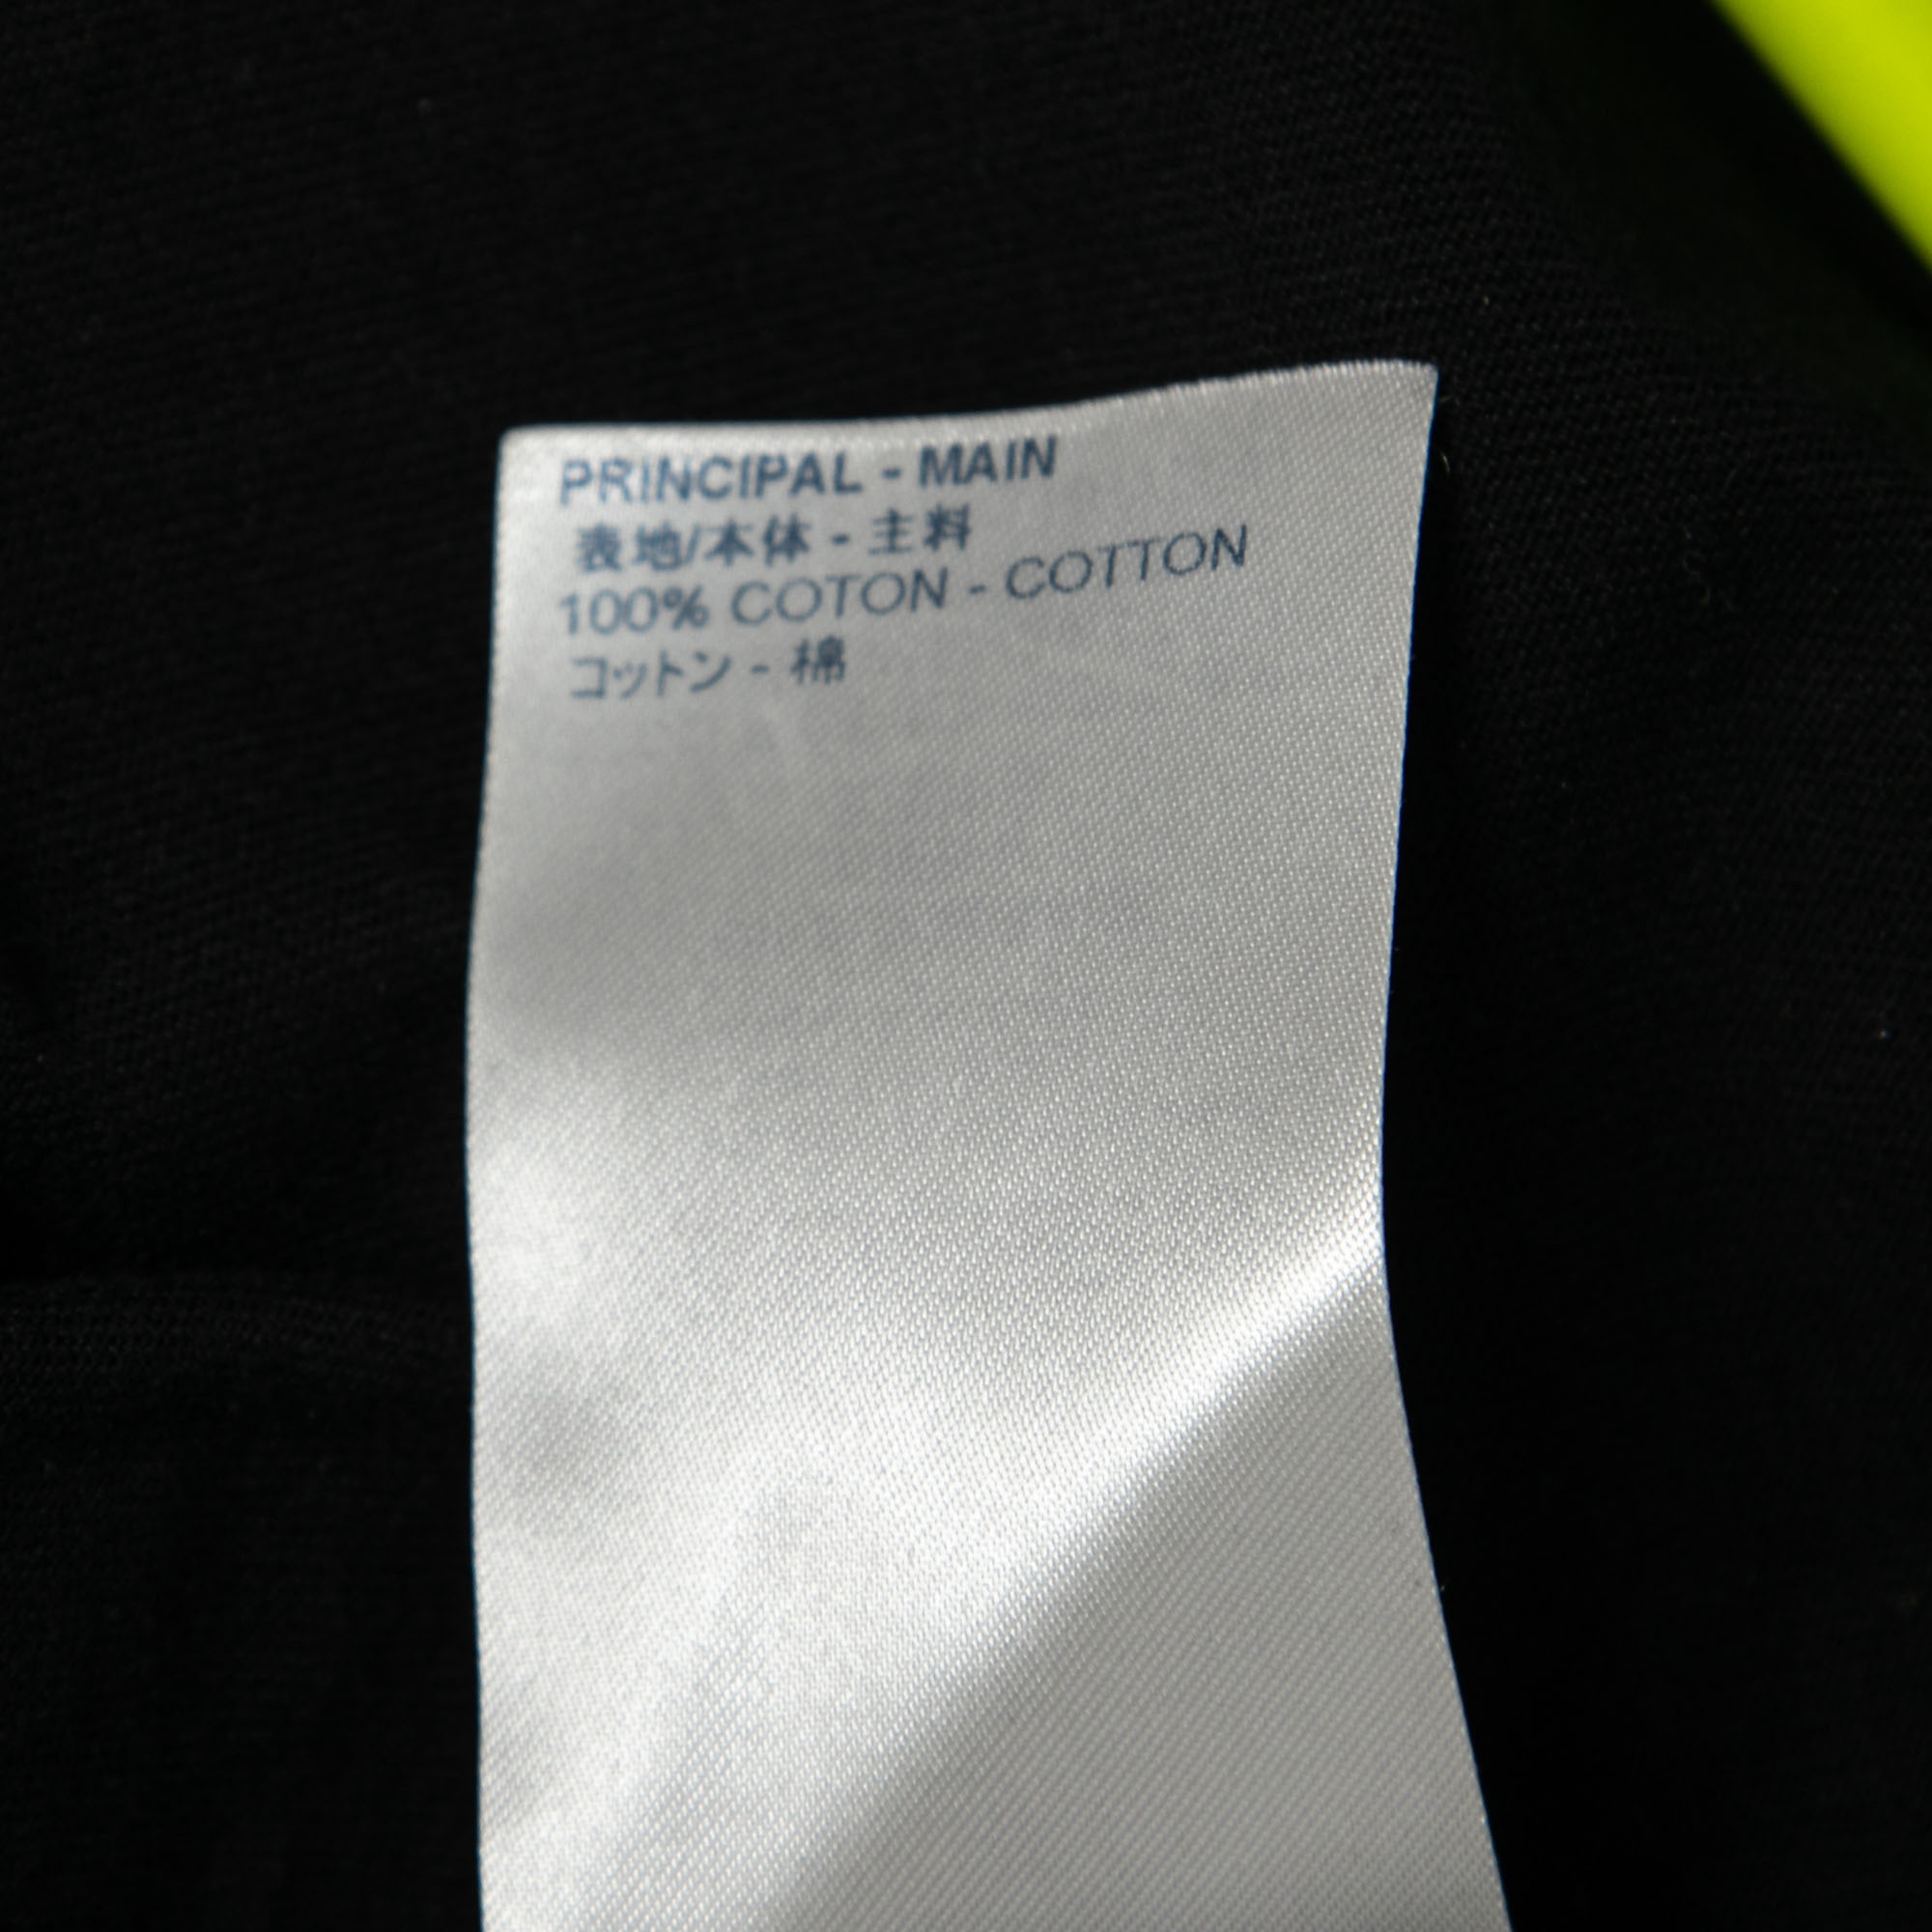 PRINCIPAL - MAIN
表地/本体 - 主料
100% COTON - COTTON
コットン - 棉